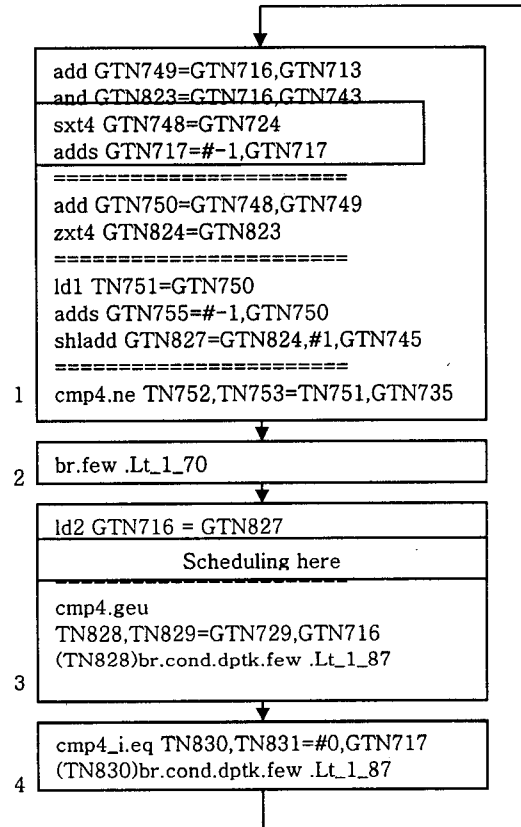 add GTN749=GTN716,GTN713
and GTN823=GTN716,GTN743
sxt4 GTN748=GTN724
adds GTN717=#-1,GTN717
========================
add GTN750=GTN748,GTN749
zxt4 GTN824=GTN823
========================
ld1 TN751=GTN750
adds GTN755=#-1,GTN750
shladd GTN827=GTN824,#1,GTN745
========================
1 cmp4.ne TN752,TN753=TN751,GTN735
2 br.few .Lt_1_70
ld2 GTN716 = GTN827
Scheduling here
========================
cmp4.geu
TN828,TN829=GTN729,GTN716
(TN828)br.cond.dptk.few .Lt_1_87
3
cmp4_i.eq TN830,TN831=#0,GTN717
4 (TN830)br.cond.dptk.few .Lt_1_87